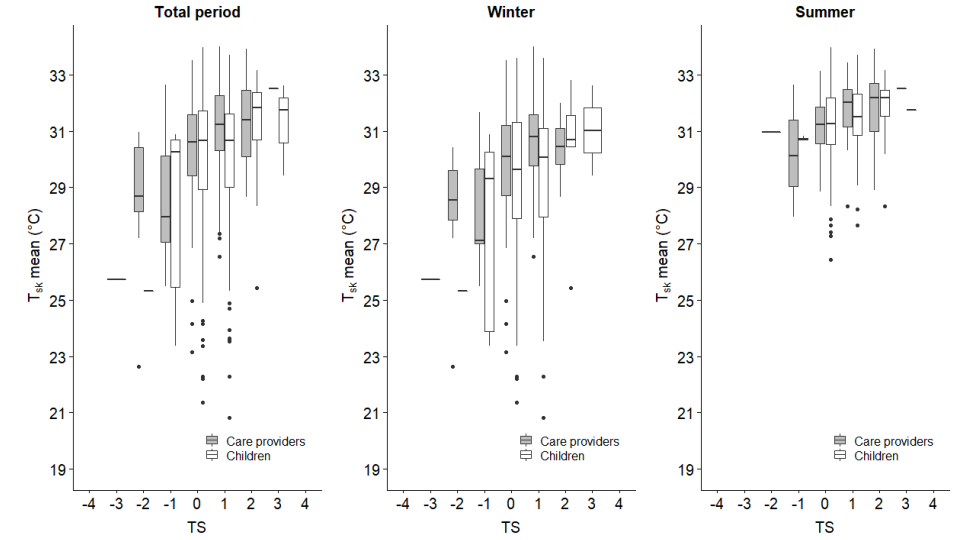 Total period
Winter
Summer
33
31
29
27
25
23
21
19
Tsk mean (°C)
-4 -3 -2 -1 0 1 2 3 4
TS
Care providers
Children
33
31
29
27
25
23
21
19
Tsk mean (°C)
-4 -3 -2 -1 0 1 2 3 4
TS
Care providers
Children
33
31
29
27
25
23
21
19
Tsk mean (°C)
-4 -3 -2 -1 0 1 2 3 4
TS
Care providers
Children